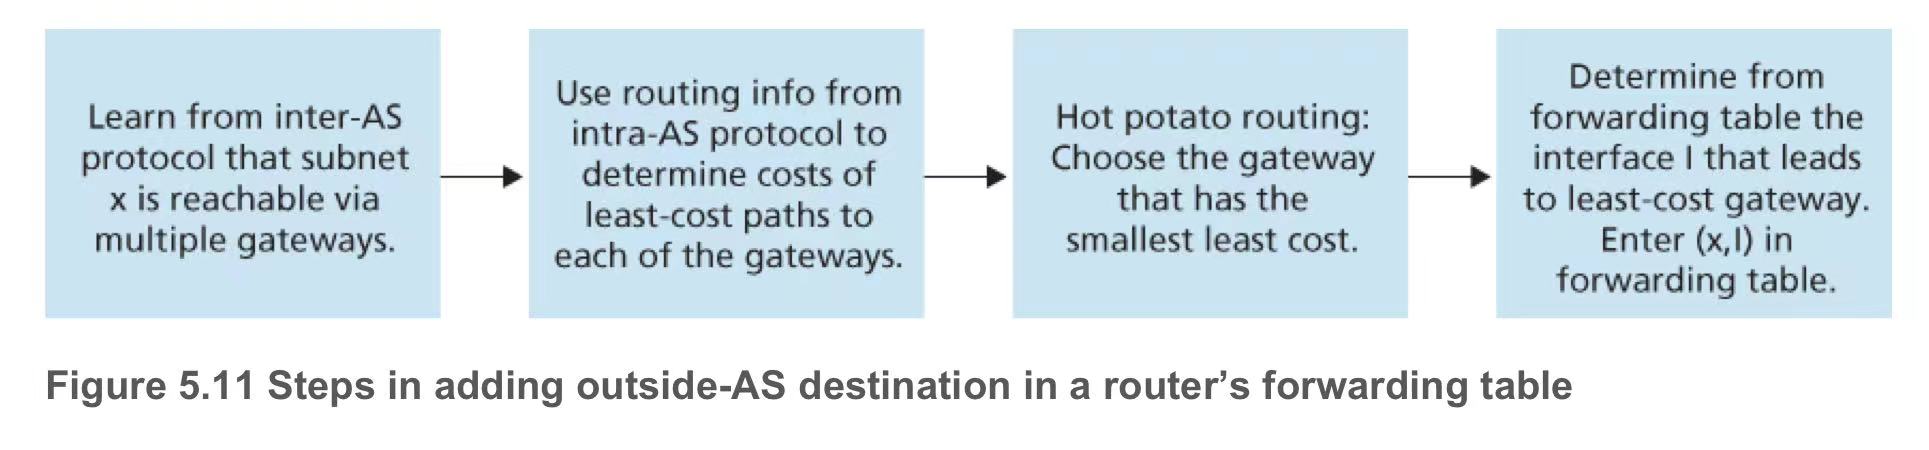 Learn from inter-AS
protocol that subnet
x is reachable via
multiple gateways.
Use routing info from
intra-AS protocol to
determine costs of
least-cost paths to
each of the gateways.
Hot potato routing:
Choose the gateway
that has the
smallest least cost.
Determine from
forwarding table the
interface I that leads
to least-cost gateway.
Enter (x,I) in
forwarding table.
Figure 5.11 Steps in adding outside-AS destination in a router’s forwarding table